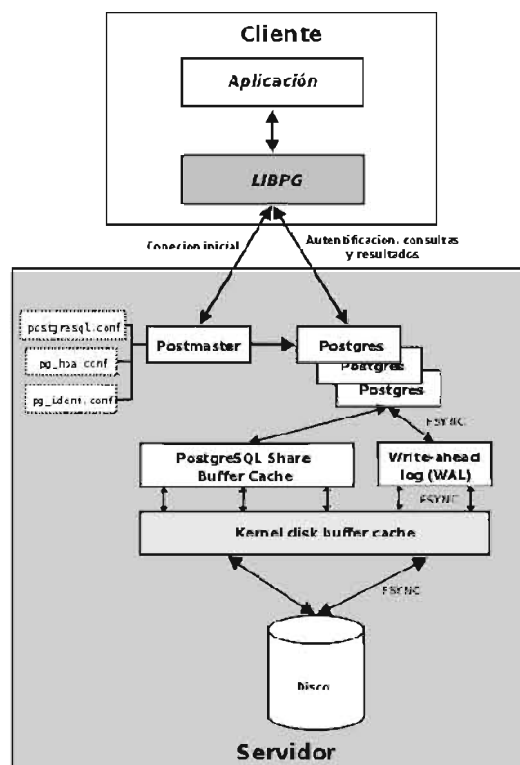 Cliente
Aplicación
LIBPG
Conecion inicial
Autentificacion, consultas
y resultados
postgresql.conf
pg_hba.conf
pg_ident.conf
Postmaster
Postgres
Postgres
Postgres
FSYNC
PostgreSQL Share
Buffer Cache
Write-ahead
log (WAL)
FSYNC
Kernel disk buffer cache
FSYNC
Disco
Servidor